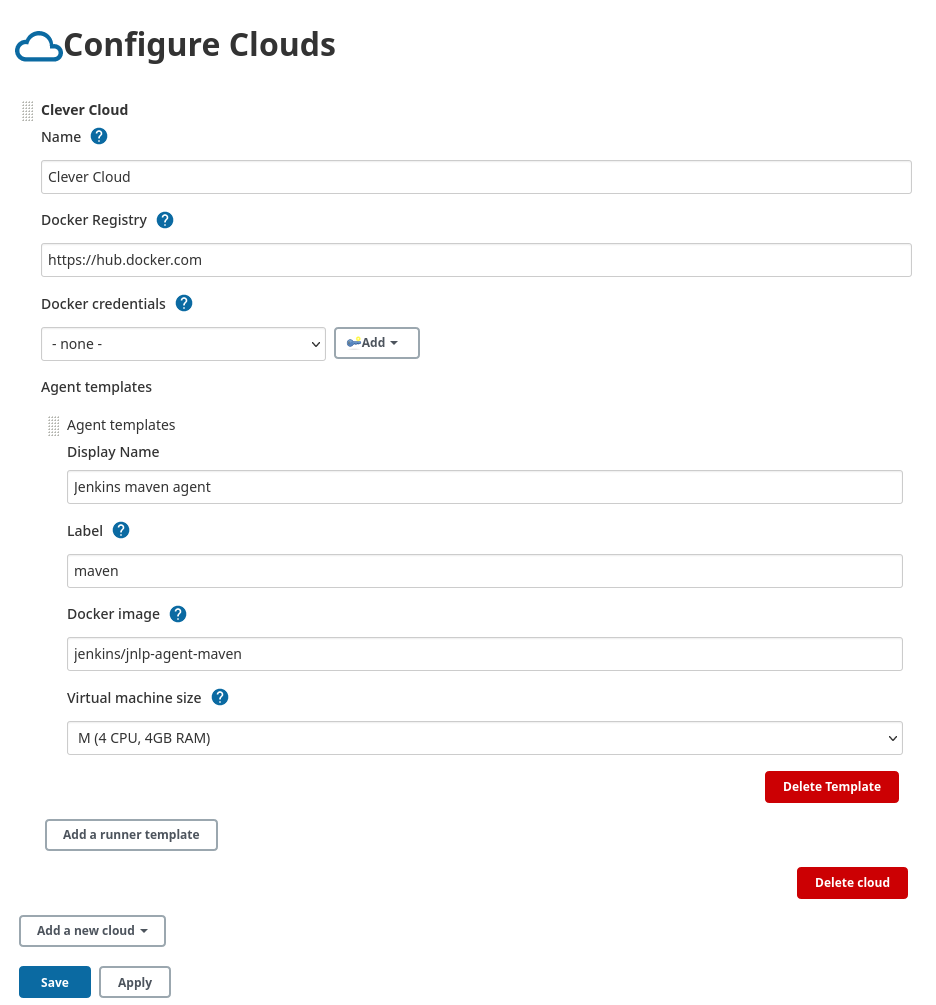 Configure Clouds
Clever Cloud
Name ?
Clever Cloud
Docker Registry ?
https://hub.docker.com
Docker credentials ?
- none - Add
Agent templates
Agent templates
Display Name
Jenkins maven agent
Label ?
maven
Docker image ?
jenkins/jnlp-agent-maven
Virtual machine size ?
M (4 CPU, 4GB RAM)
Delete Template
Add a runner template
Delete cloud
Add a new cloud
Save Apply